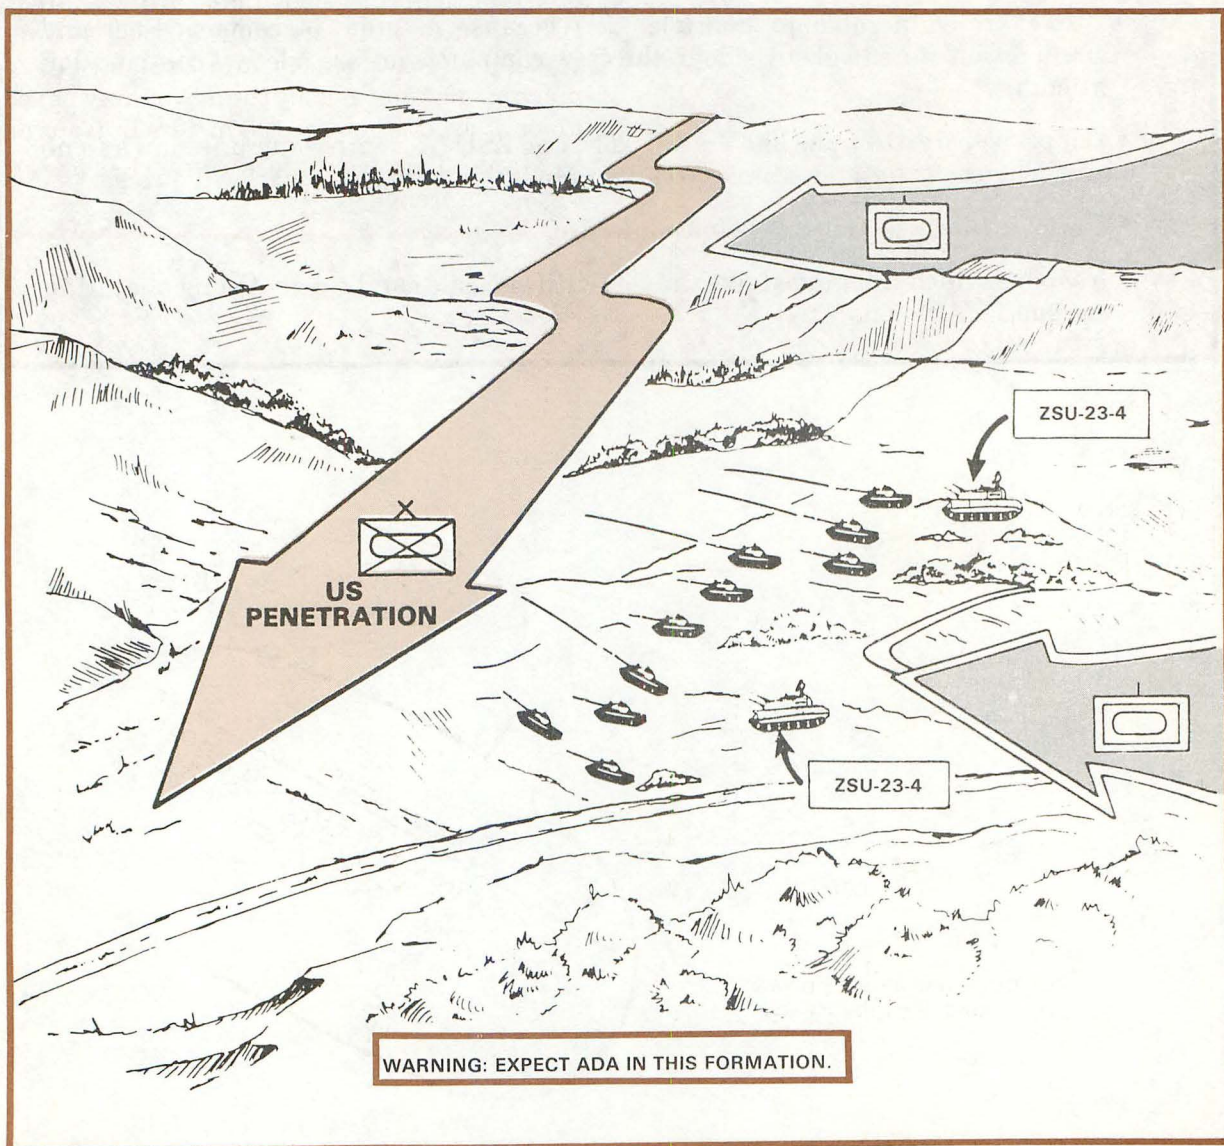 ZSU-23-4
US
PENETRATION
ZSU-23-4
WARNING: EXPECT ADA IN THIS FORMATION.